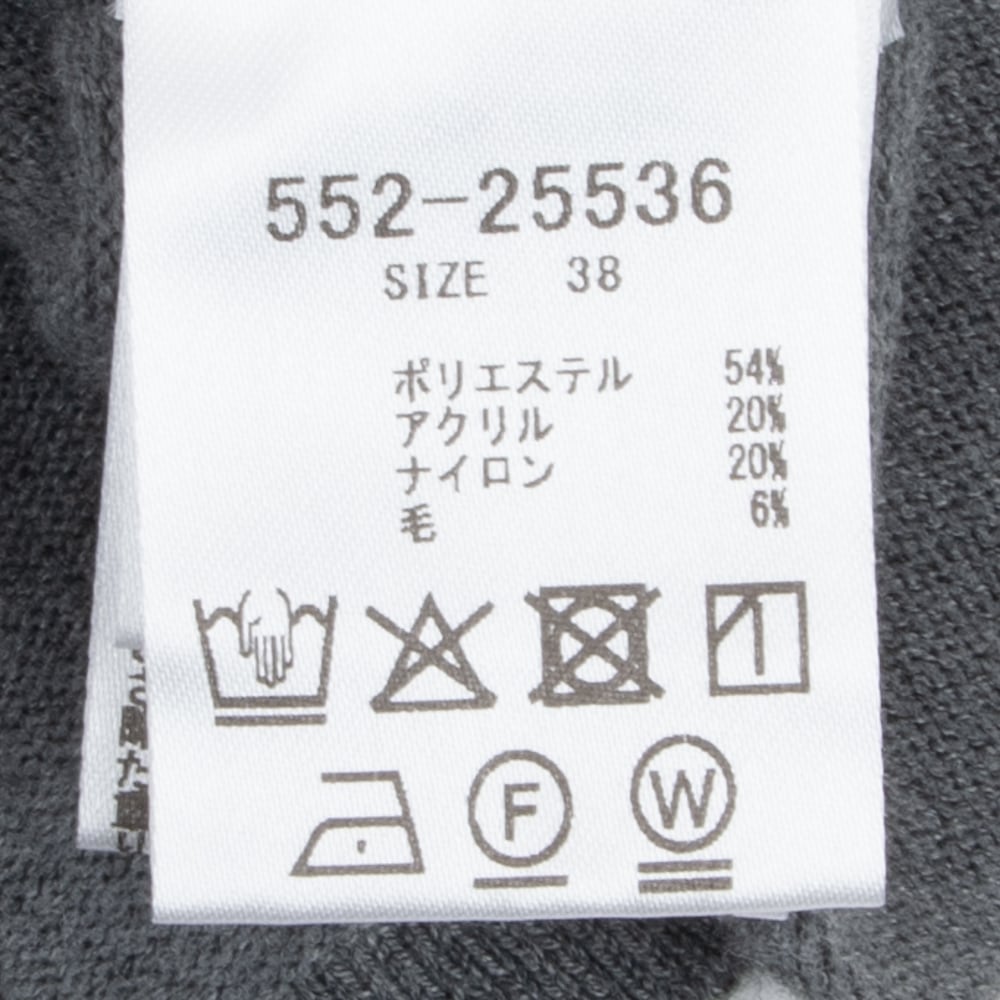 552-25536
SIZE 38
ポリエステル 54%
アクリル 20%
ナイロン 20%
毛 6%
F
W
た